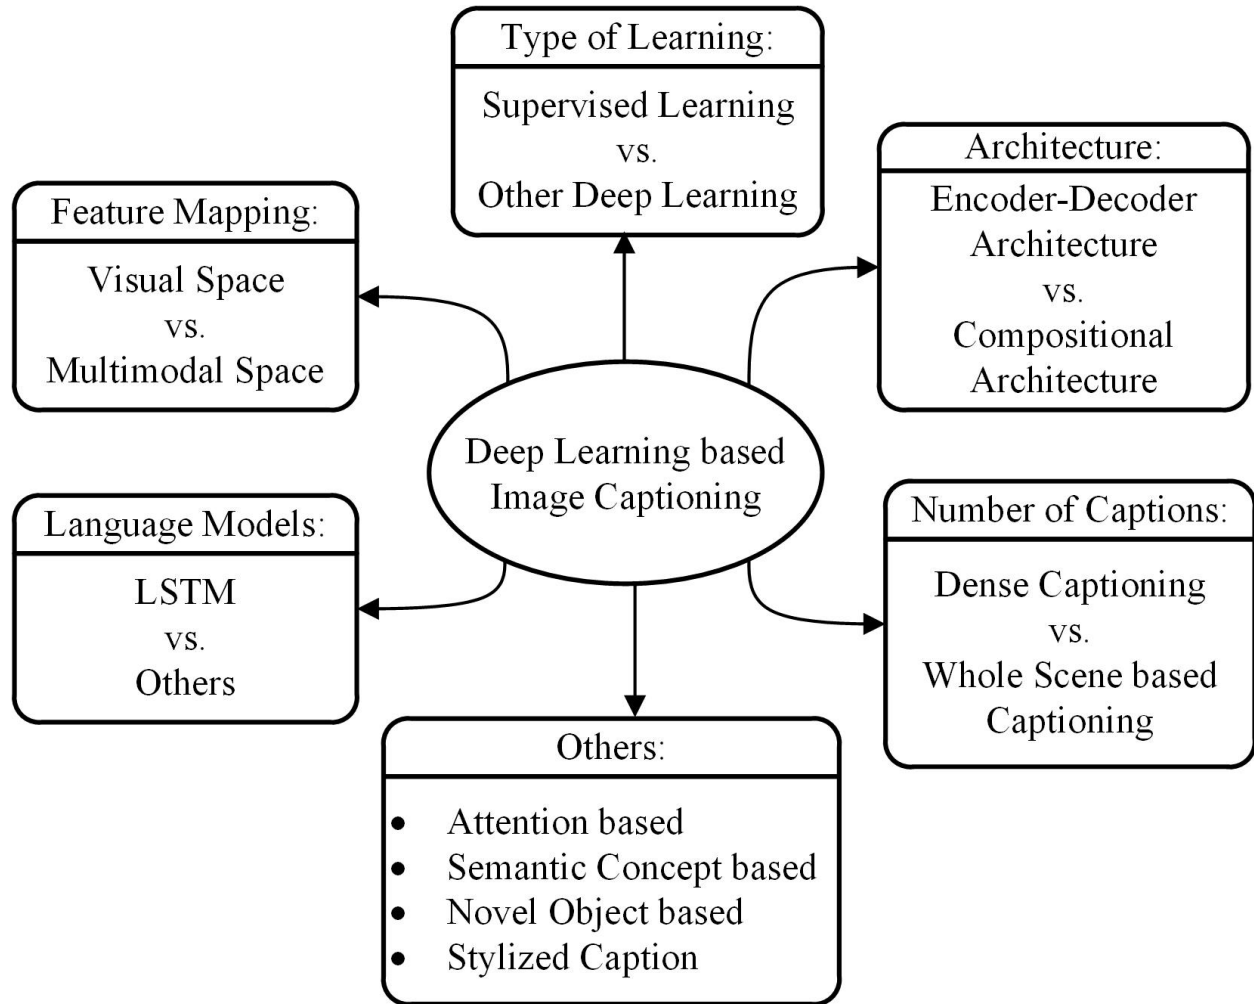 Type of Learning:
Supervised Learning
vs.
Other Deep Learning
Architecture:
Encoder-Decoder
Architecture
vs.
Compositional
Architecture
Feature Mapping:
Visual Space
vs.
Multimodal Space
Deep Learning based
Image Captioning
Language Models:
LSTM
vs.
Others
Number of Captions:
Dense Captioning
vs.
Whole Scene based
Captioning
Others:
• Attention based
• Semantic Concept based
• Novel Object based
• Stylized Caption